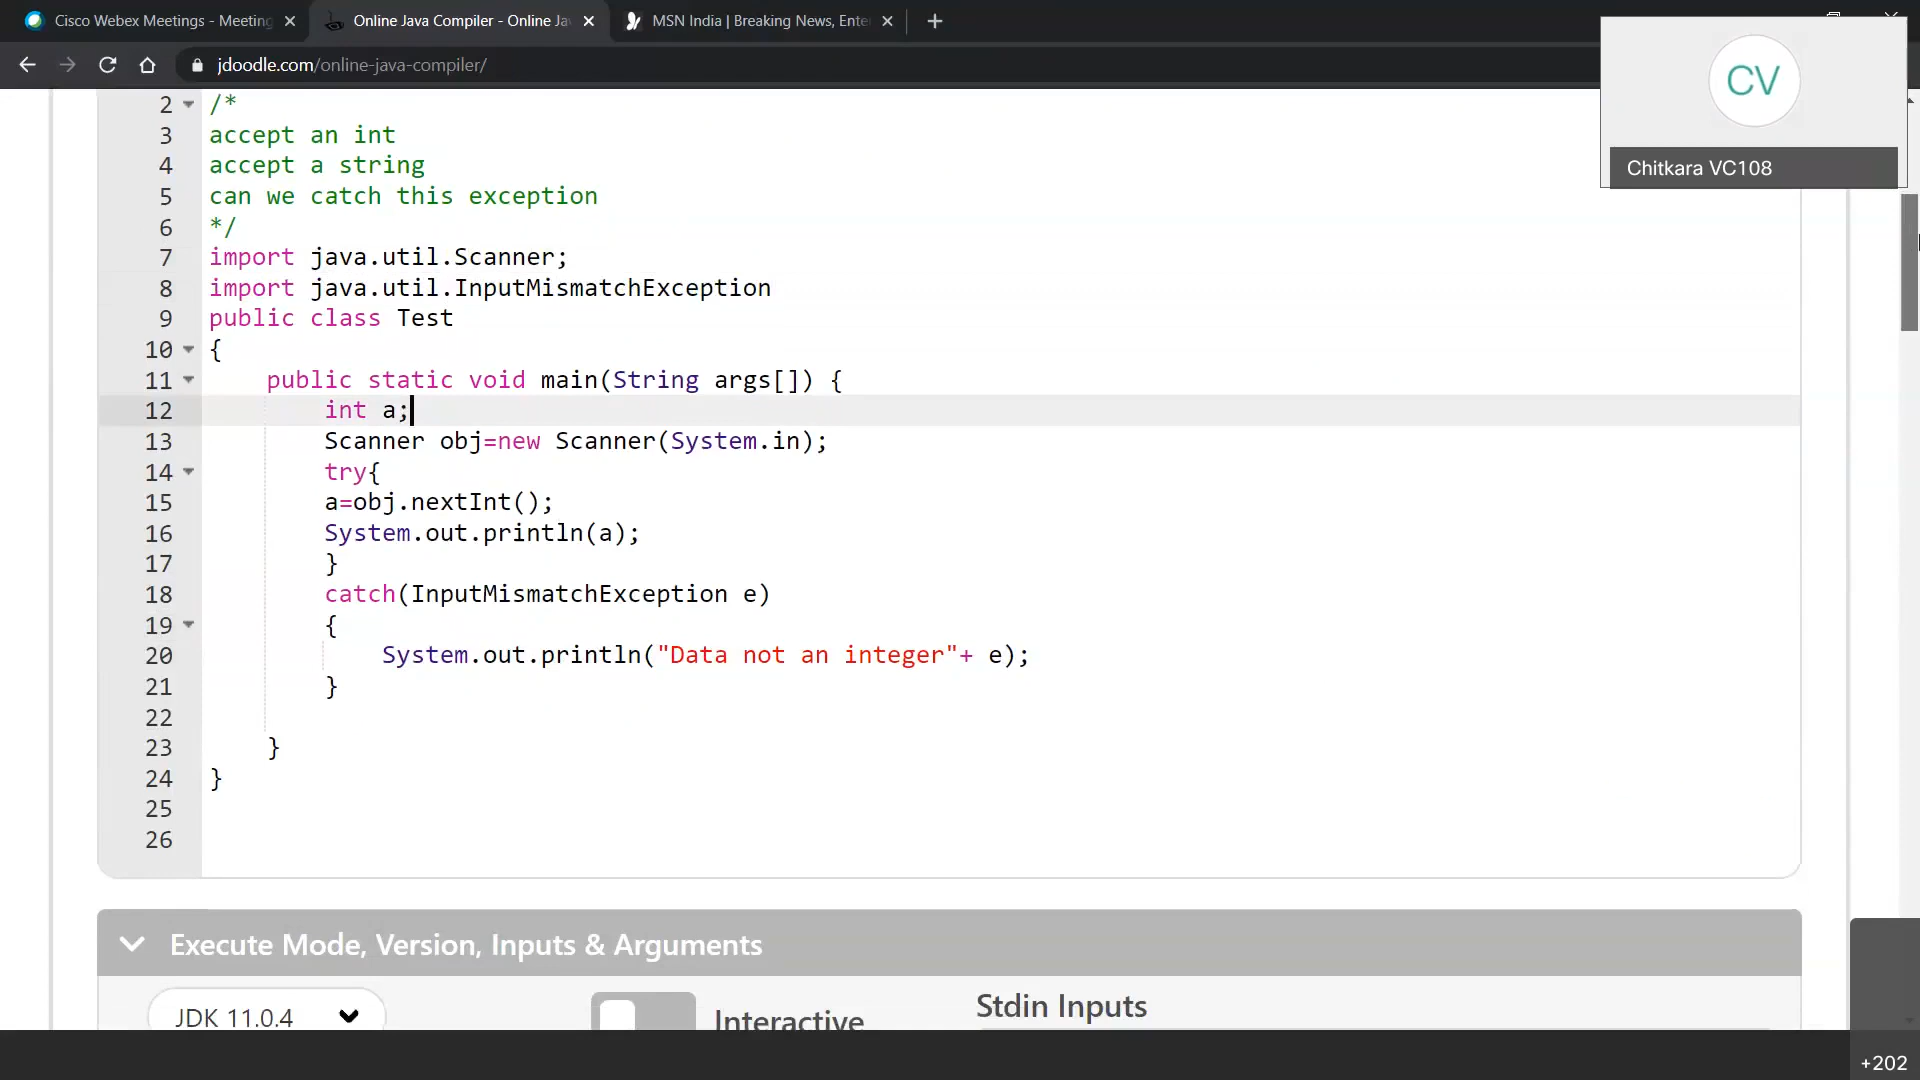 Cisco Webex Meetings - Meeting
Online Java Compiler - Online Ja
MSN India | Breaking News, Ente
jdoodle.com/online-java-compiler/
CV
Chitkara VC108
2 /*
3 accept an int
4 accept a string
5 can we catch this exception
6 */
7 import java.util.Scanner;
8 import java.util.InputMismatchException
9 public class Test
10 {
11 public static void main(String args[]) {
12 int a;
13 Scanner obj=new Scanner(System.in);
14 try{
15 a=obj.nextInt();
16 System.out.println(a);
17 }
18 catch(InputMismatchException e)
19 {
20 System.out.println("Data not an integer"+ e);
21 }
22
23 }
24 }
25
26
Execute Mode, Version, Inputs & Arguments
JDK 11.0.4
Interactive
Stdin Inputs
+202